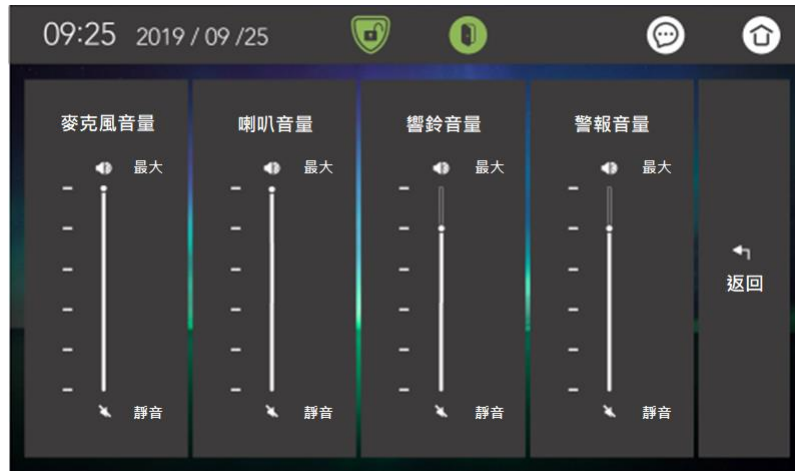 09:25 2019 / 09 /25
麥克風音量
最大
靜音
喇叭音量
最大
靜音
響鈴音量
最大
靜音
警報音量
最大
靜音
返回